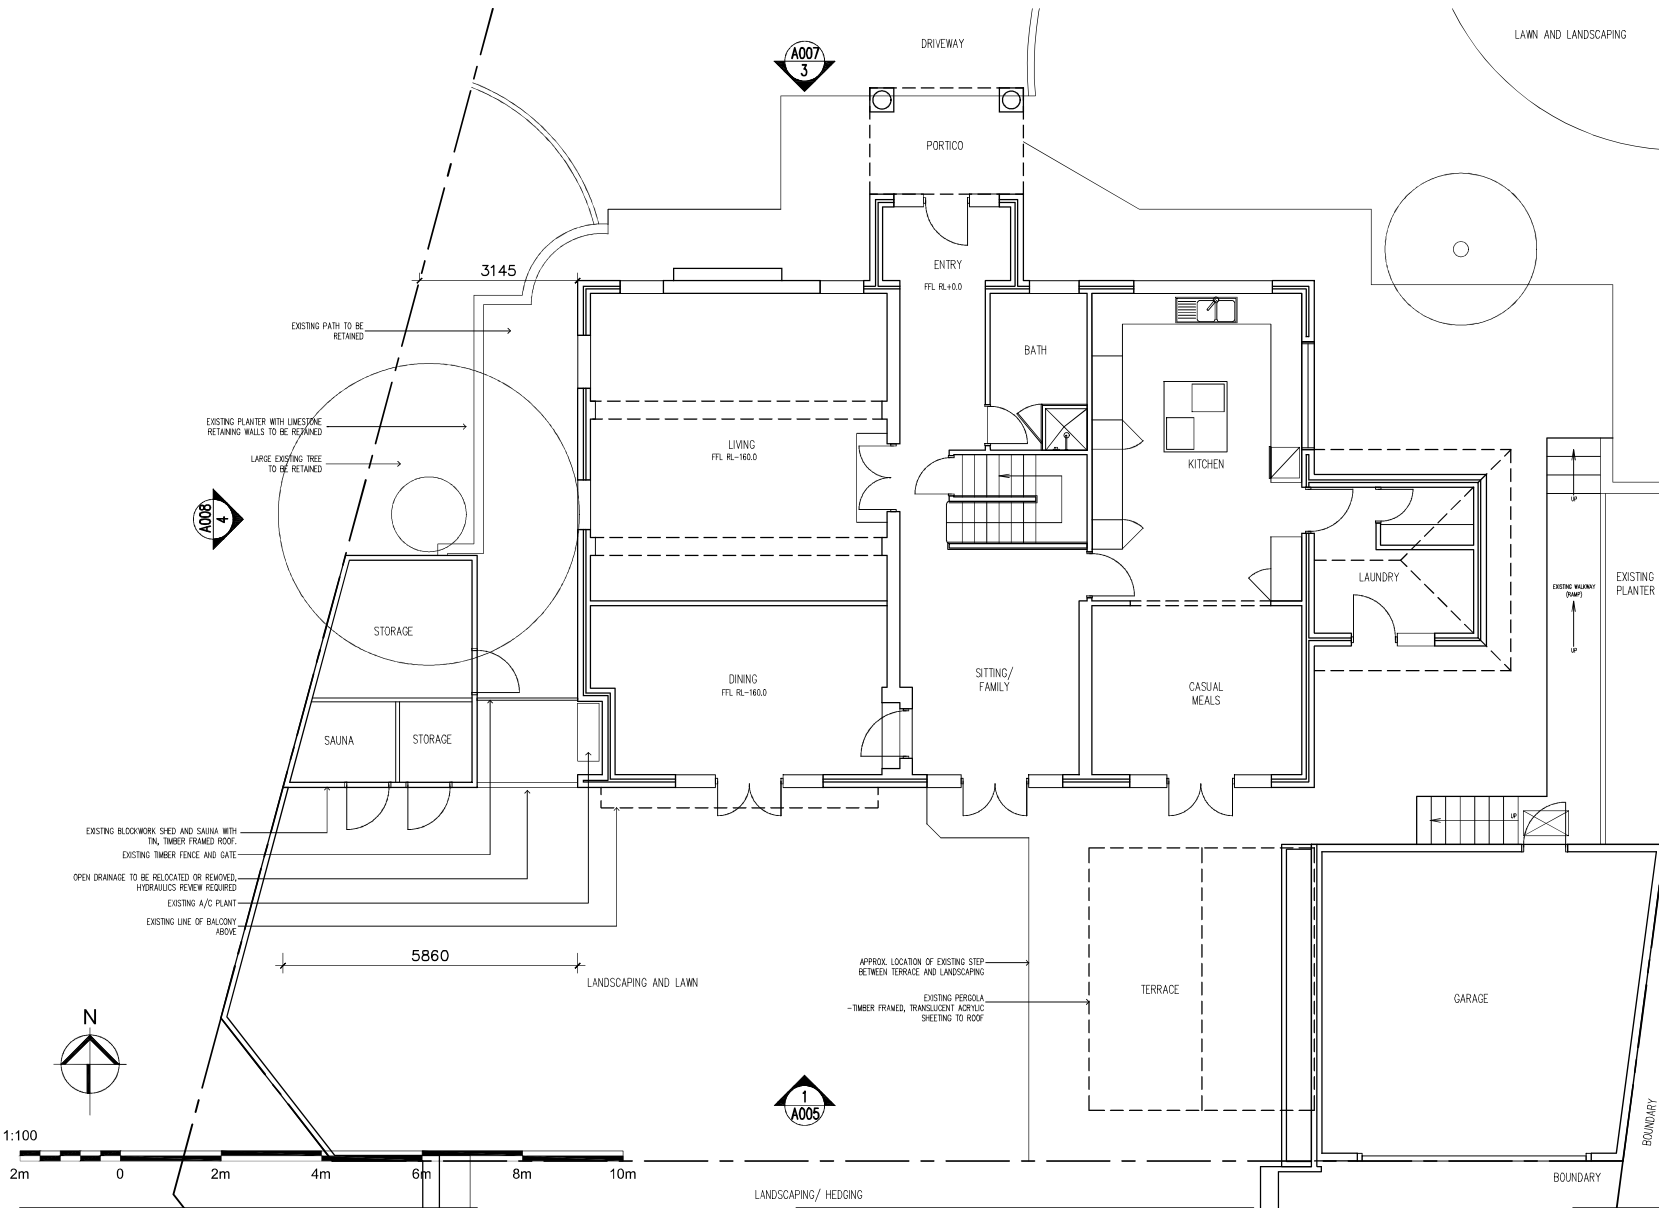 DRIVEWAY
LAWN AND LANDSCAPING
A007
3
PORTICO
ENTRY
FFL RL+0.0
3145
EXISTING PATH TO BE
RETAINED
BATH
EXISTING PLANTER WITH LIMESTONE
RETAINING WALLS TO BE RETAINED
LARGE EXISTING TREE
TO BE RETAINED
LIVING
FFL RL-160.0
KITCHEN
A008
4
UP
LAUNDRY
EXISTING WALKWAY
(RAMP)
EXISTING
PLANTER
UP
STORAGE
DINING
FFL RL-160.0
SITTING/
FAMILY
CASUAL
MEALS
SAUNA
STORAGE
UP
EXISTING BLOCKWORK SHED AND SAUNA WITH
TIN, TIMBER FRAMED ROOF.
EXISTING TIMBER FENCE AND GATE
OPEN DRAINAGE TO BE RELOCATED OR REMOVED,
HYDRAULICS REVIEW REQUIRED
EXISTING A/C PLANT
EXISTING LINE OF BALCONY
ABOVE
5860
LANDSCAPING AND LAWN
APPROX. LOCATION OF EXISTING STEP
BETWEEN TERRACE AND LANDSCAPING
EXISTING PERGOLA
-TIMBER FRAMED, TRANSLUCENT ACRYLIC
SHEETING TO ROOF
TERRACE
GARAGE
N
1
A005
BOUNDARY
1:100
2m 0 2m 4m 6m 8m 10m
BOUNDARY
LANDSCAPING/ HEDGING